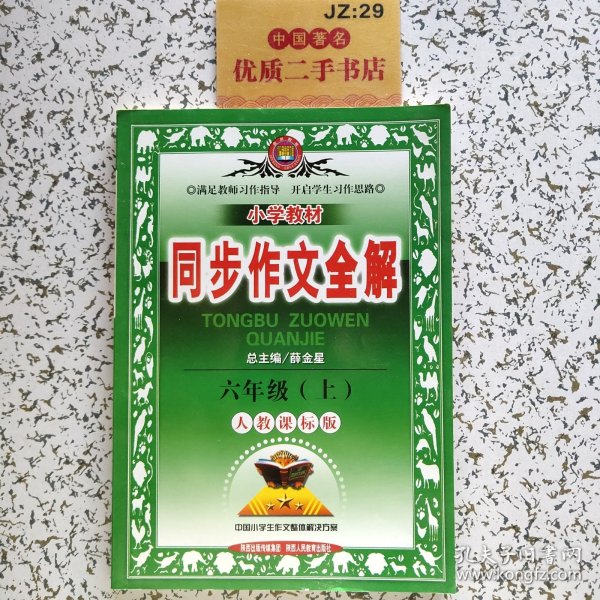 JZ:29
中国著名
优质二手书店
◎满足教师习作指导 开启学生习作思路◎
小学教材
同步作文全解
TONGBU ZUOWEN
QUANJIE
总主编/薛金星
六年级（上）
人教课标版
中国小学生作文整体解决方案
陕西出版传媒集团 陕西人民教育出版社
孔夫子旧书网
kongfz.com